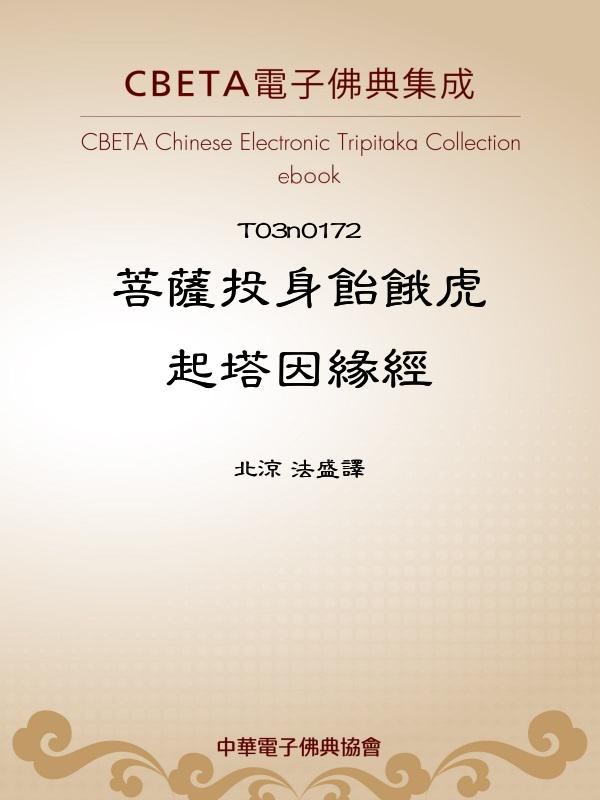 CBETA電子佛典集成
CBETA Chinese Electronic Tripitaka Collection
ebook
T03n0172
菩薩投身飴餓虎
起塔因緣經
北涼 法盛譯
中華電子佛典協會